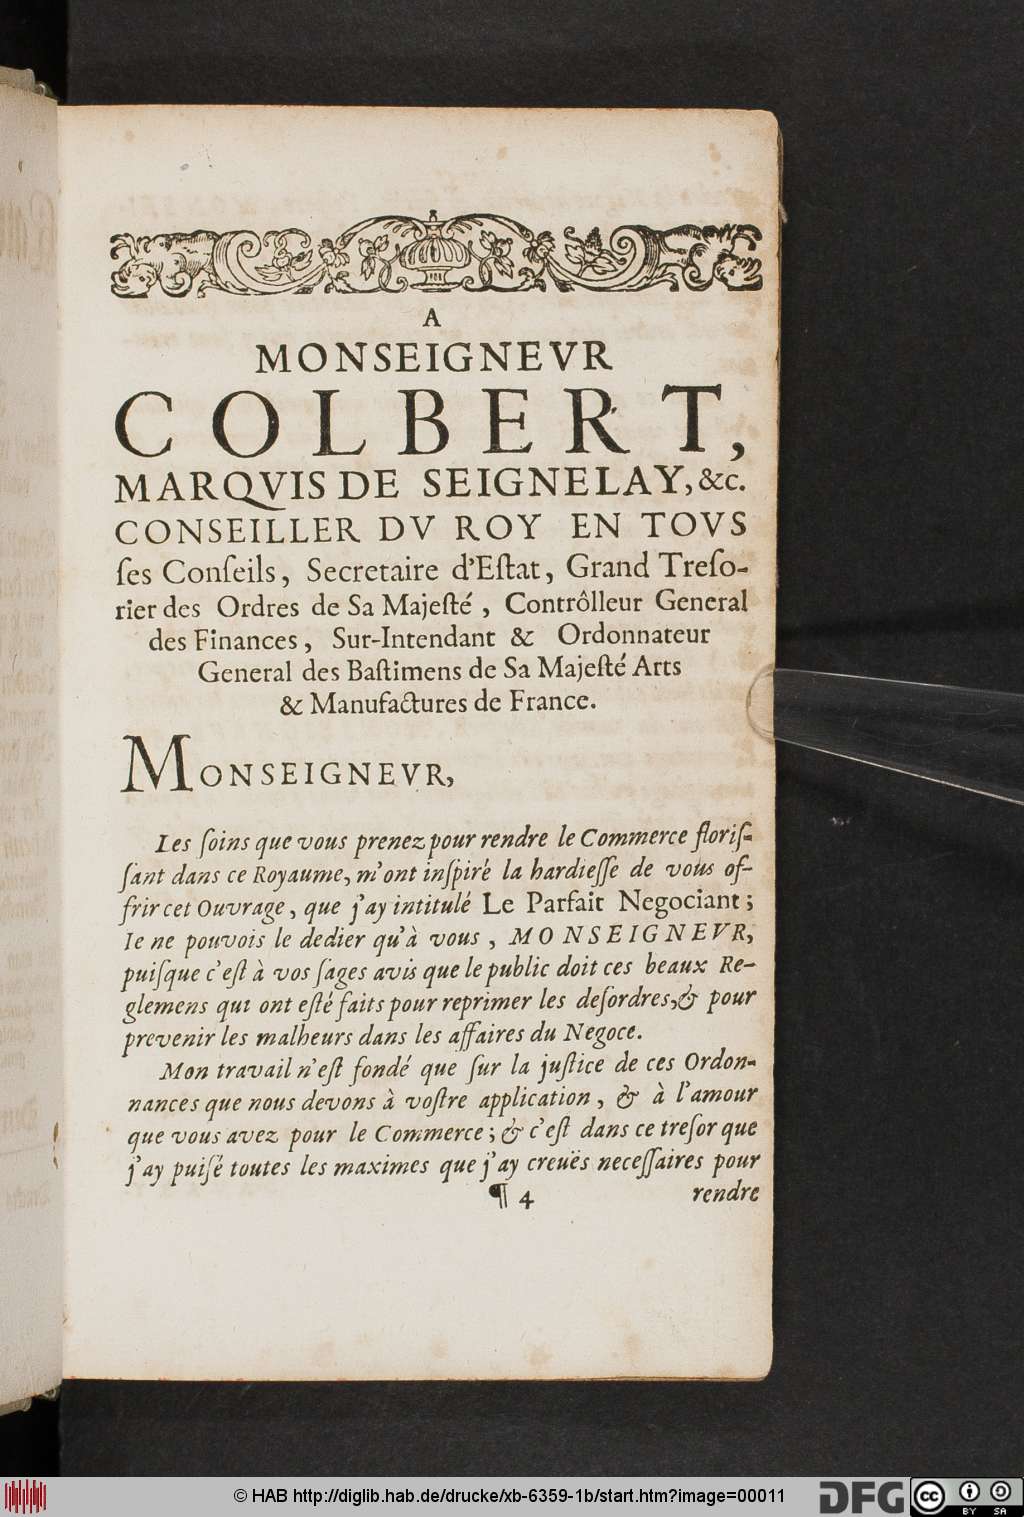 A
MONSEIGNEVR
COLBERT,
MARQVIS DE SEIGNELAY, &c.
CONSEILLER DV ROY EN TOVS
ſes Conſeils, Secretaire d'Eſtat, Grand Treſo-
rier des Ordres de Sa Majeſté, Contrôlleur General
des Finances, Sur-Intendant & Ordonnateur
General des Baſtimens de Sa Majeſté Arts
& Manufactures de France.
MONSEIGNEVR,
Les ſoins que vous prenez pour rendre le Commerce floriſ-
ſant dans ce Royaume, m'ont inſpiré la hardieſſe de vous of-
frir cet Ouvrage, que j'ay intitulé Le Parfait Negociant;
Ie ne pouvois le dedier qu'à vous, MONSEIGNEVR,
puiſque c'eſt à vos ſages avis que le public doit ces beaux Re-
glemens qui ont eſté faits pour reprimer les deſordres, & pour
prevenir les malheurs dans les affaires du Negoce.
Mon travail n'eſt fondé que ſur la juſtice de ces Ordon-
nances que nous devons à voſtre application, & à l'amour
que vous avez pour le Commerce; & c'eſt dans ce treſor que
j'ay puiſé toutes les maximes que j'ay creuës neceſſaires pour
¶ 4 rendre
© HAB http://diglib.hab.de/drucke/xb-6359-1b/start.htm?image=00011
DFG
cc BY SA